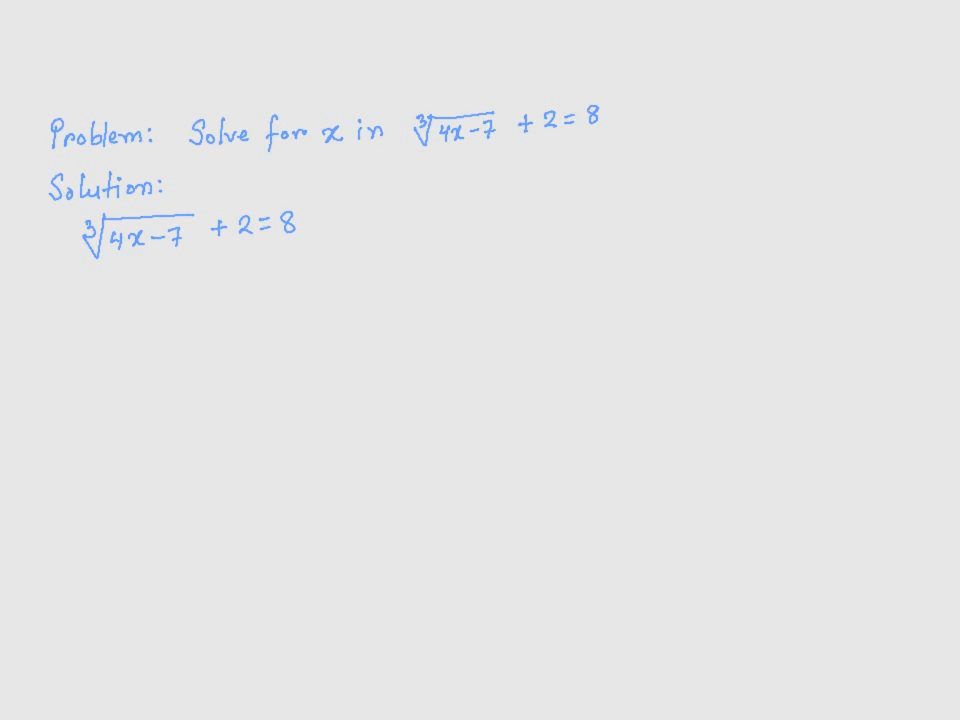 Problem: Solve for x in ∛(4x-7) + 2 = 8
Solution:
∛(4x-7) + 2 = 8